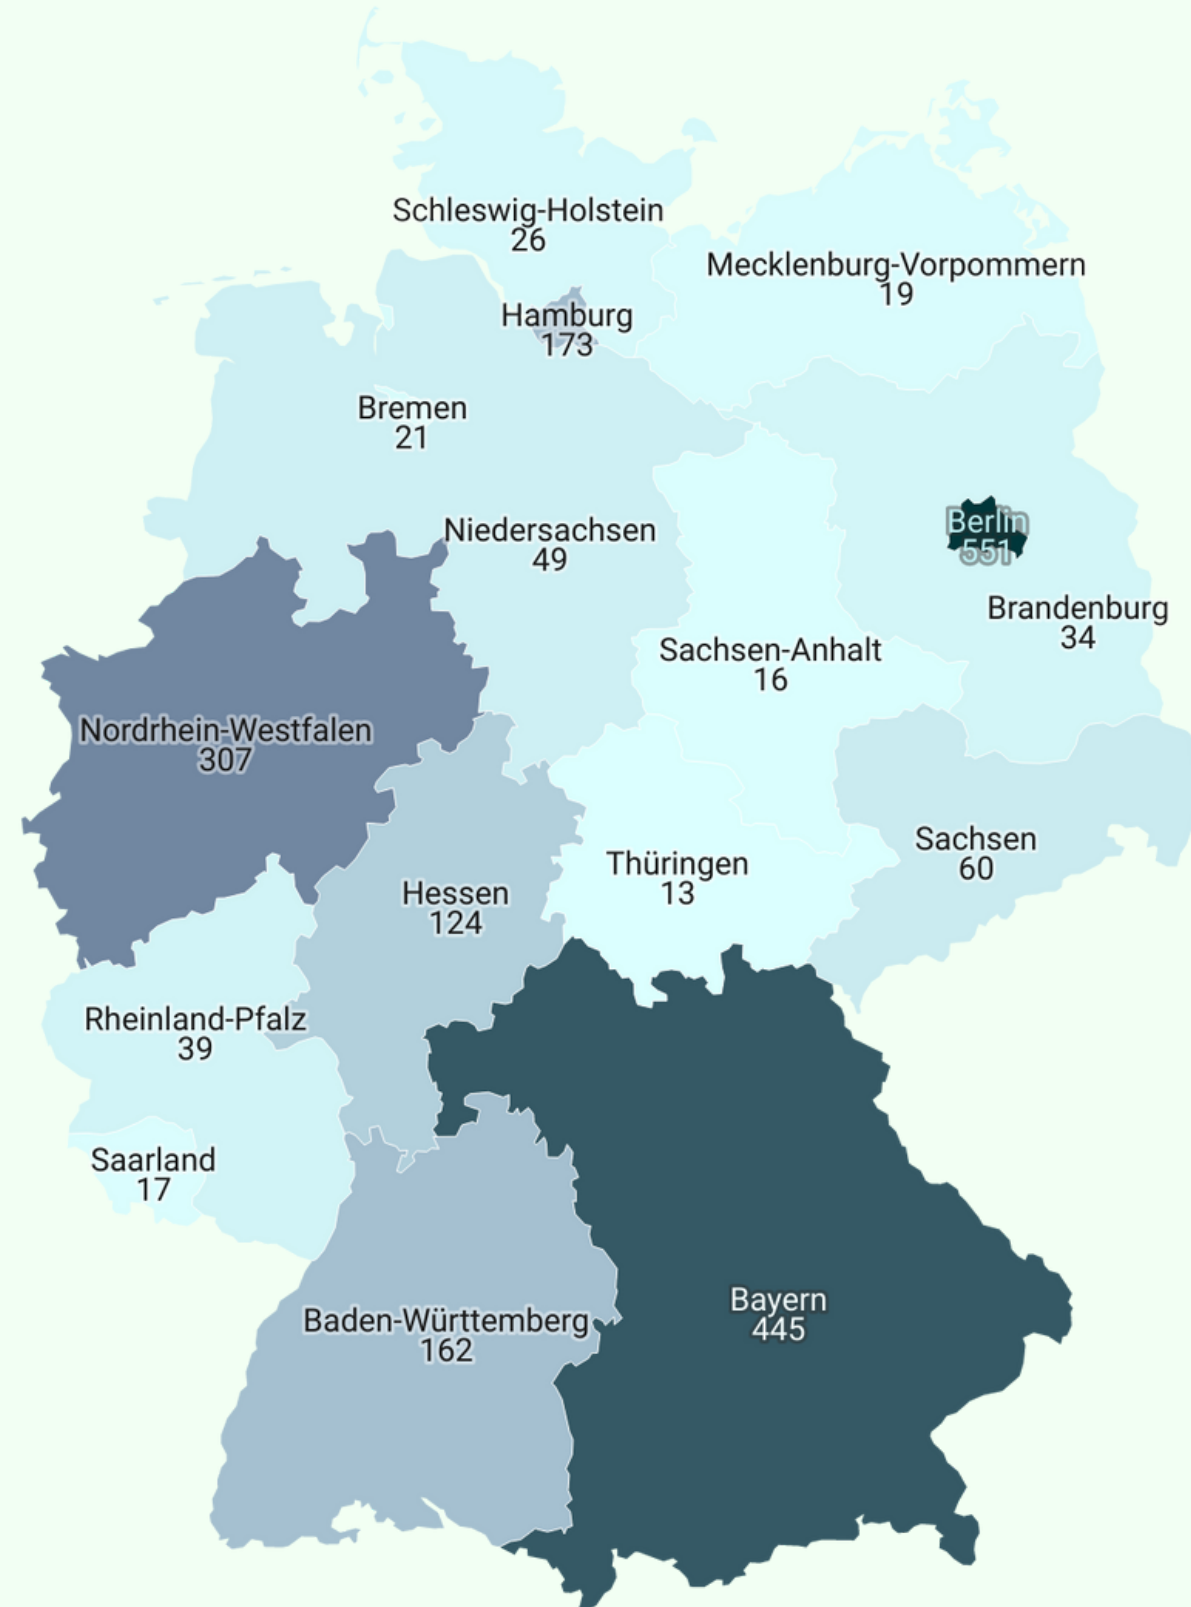 Schleswig-Holstein
26
Mecklenburg-Vorpommern
19
Hamburg
173
Bremen
21
Niedersachsen
49
Berlin
551
Brandenburg
34
Sachsen-Anhalt
16
Nordrhein-Westfalen
307
Sachsen
60
Thüringen
13
Hessen
124
Rheinland-Pfalz
39
Saarland
17
Bayern
445
Baden-Württemberg
162